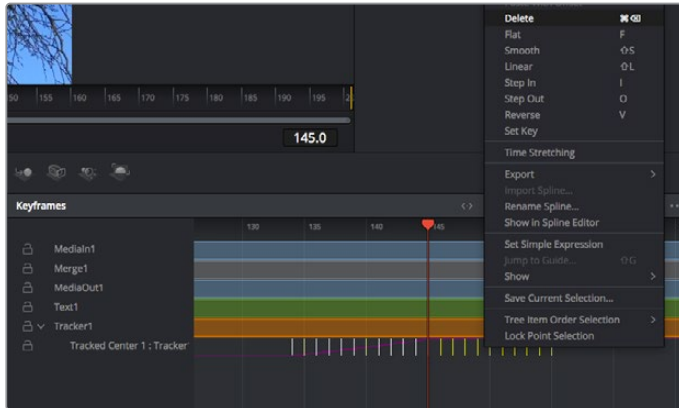 Delete ⌘⌫
Flat F
Smooth ⇧S
Linear ⇧L
Step In I
Step Out O
Reverse V
Set Key
Time Stretching
Export >
Import Spline...
Rename Spline...
Show in Spline Editor
Set Simple Expression
Jump to Guide... ⇧G
Show >
Save Current Selection...
Tree Item Order Selection >
Lock Point Selection
155 160 165 170 175 180 185 190 195
145.0
Keyframes
130 135 140 145
MediaIn1
Merge1
MediaOut1
Text1
Tracker1
Tracked Center 1 : Tracker